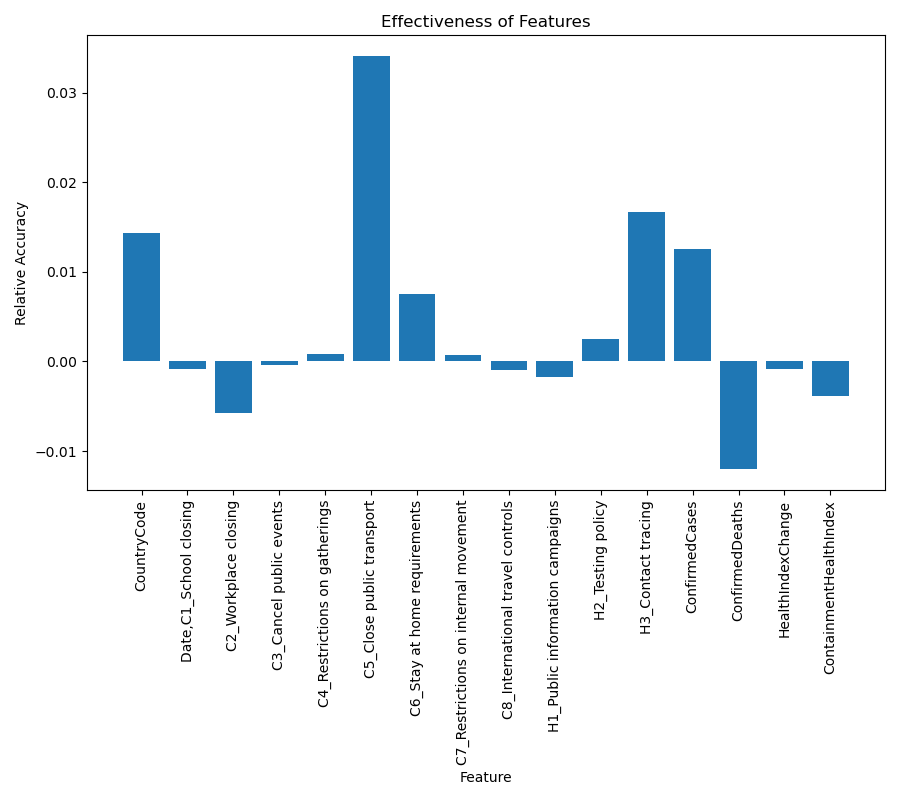 Effectiveness of Features
Relative Accuracy
0.03
0.02
0.01
0.00
−0.01
CountryCode
Date,C1_School closing
C2_Workplace closing
C3_Cancel public events
C4_Restrictions on gatherings
C5_Close public transport
C6_Stay at home requirements
C7_Restrictions on internal movement
C8_International travel controls
H1_Public information campaigns
H2_Testing policy
H3_Contact tracing
ConfirmedCases
ConfirmedDeaths
HealthIndexChange
ContainmentHealthIndex
Feature